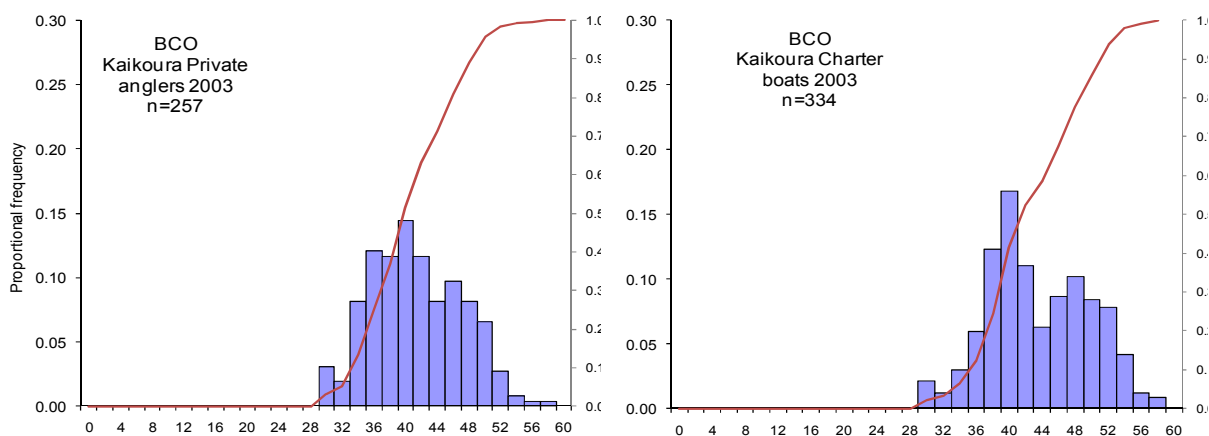 Proportional frequency
0.30
0.25
0.20
0.15
0.10
0.05
0.00
BCO
Kaikoura Private
anglers 2003
n=257
0 4 8 12 16 20 24 28 32 36 40 44 48 52 56 60
0.30
0.25
0.20
0.15
0.10
0.05
0.00
BCO
Kaikoura Charter
boats 2003
n=334
0 4 8 12 16 20 24 28 32 36 40 44 48 52 56 60